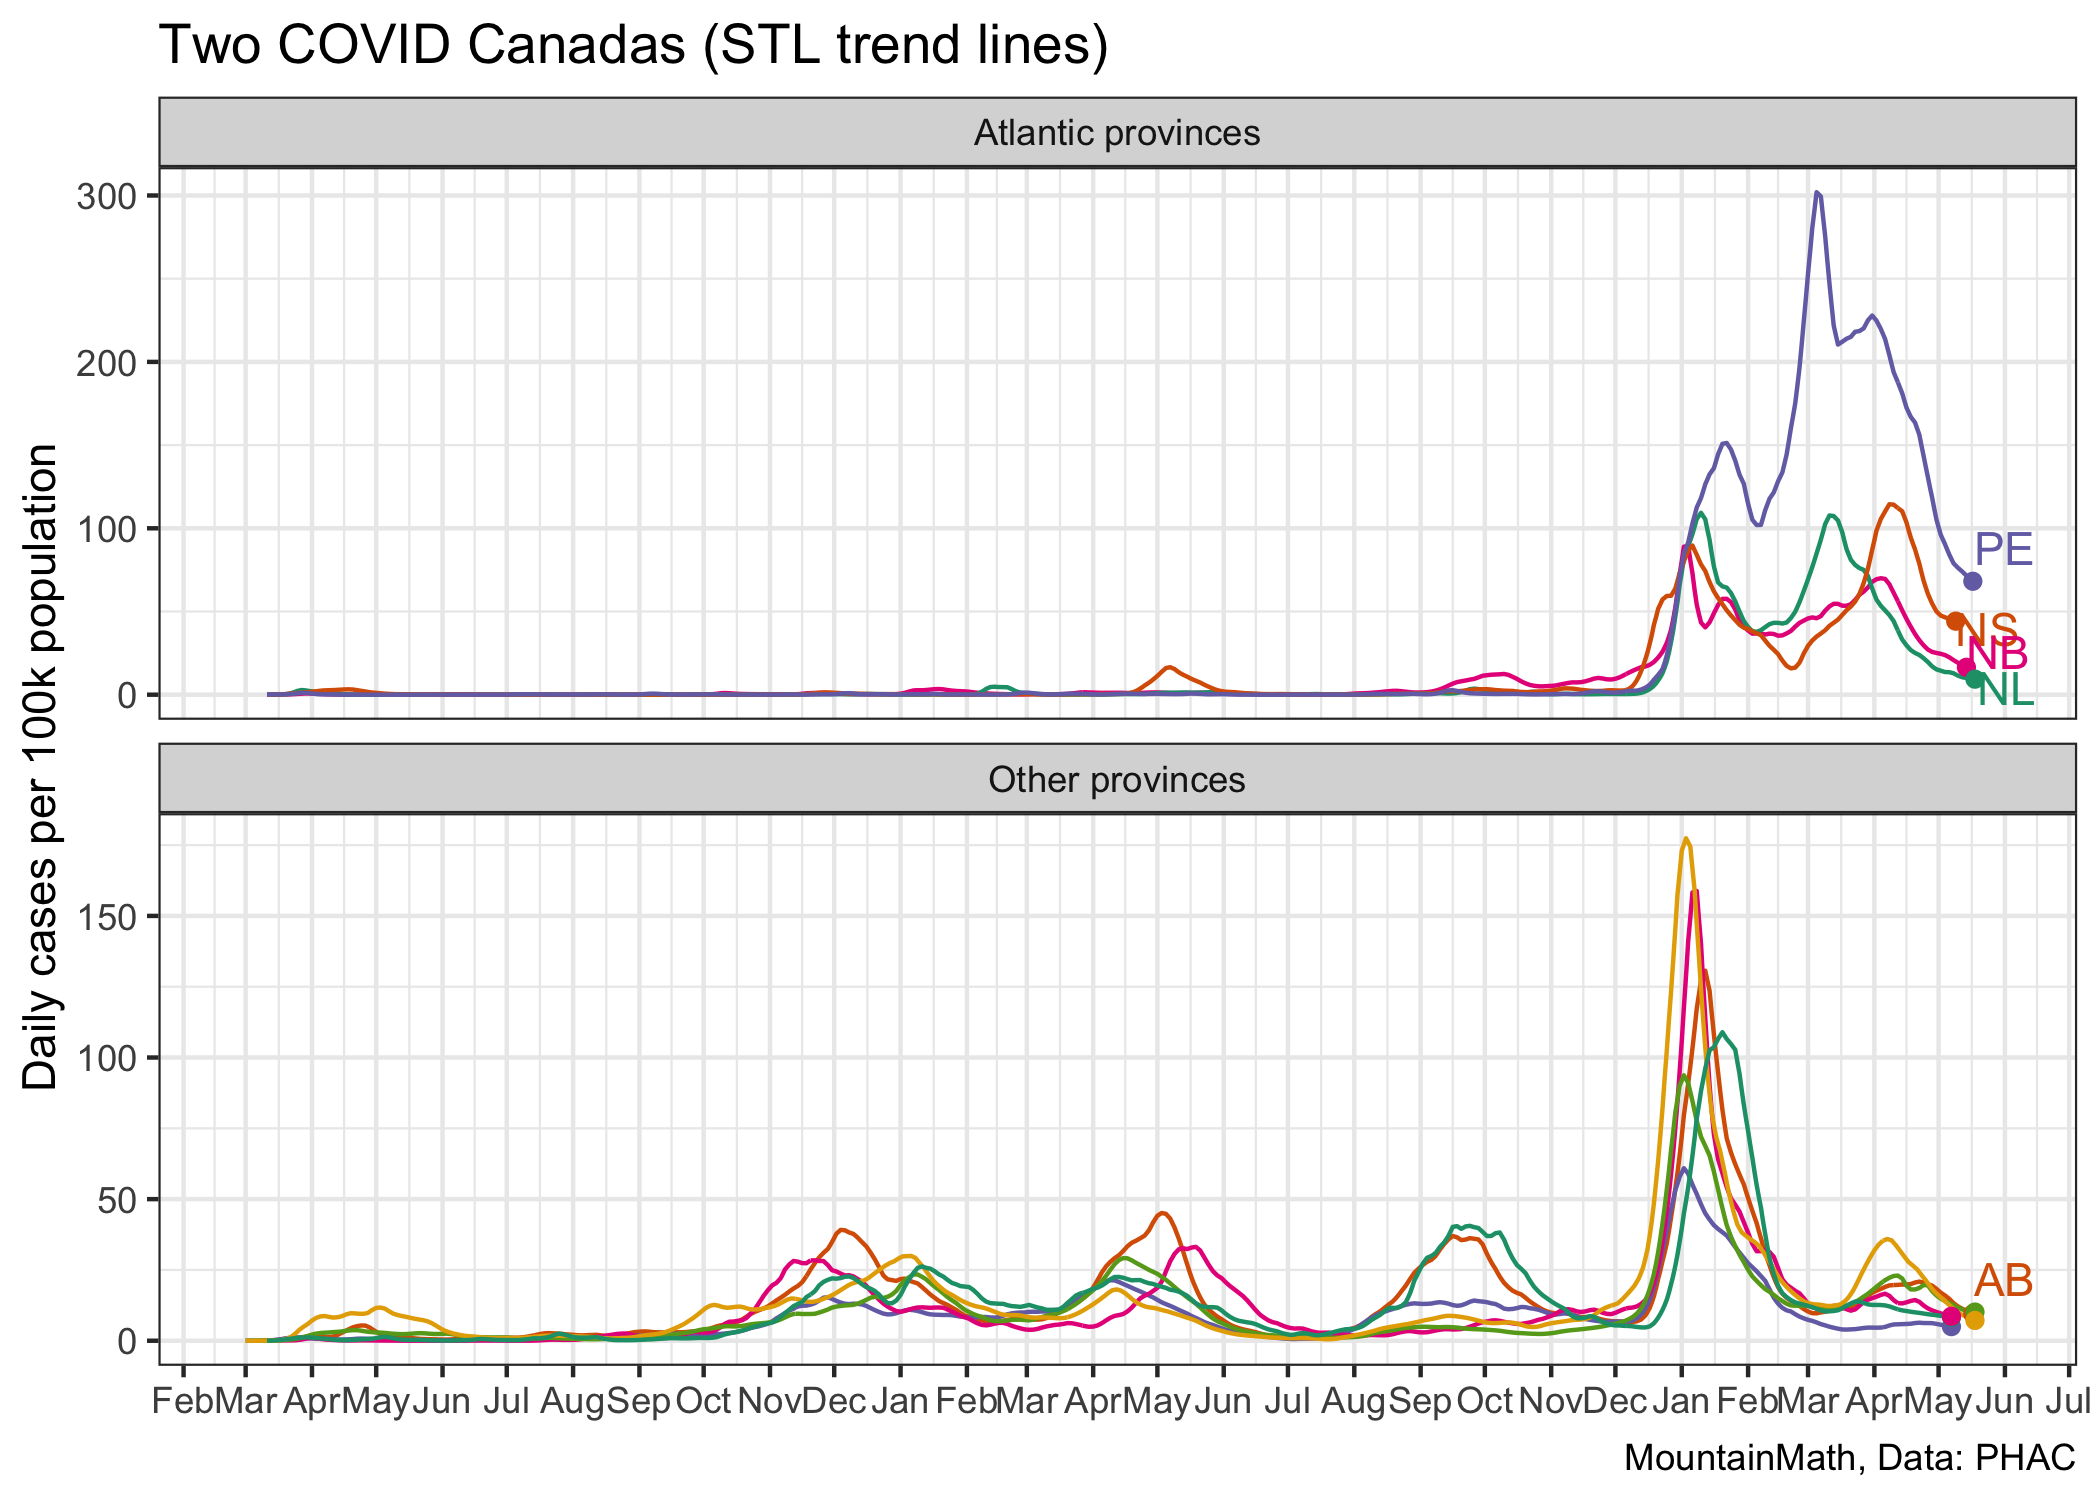 Two COVID Canadas (STL trend lines)
Atlantic provinces
Daily cases per 100k population
300
200
100
0
PE
NS
NB
NL
Other provinces
150
100
50
0
AB
Feb Mar Apr May Jun Jul Aug Sep Oct Nov Dec Jan Feb Mar Apr May Jun Jul Aug Sep Oct Nov Dec Jan Feb Mar Apr May Jun Jul
MountainMath, Data: PHAC